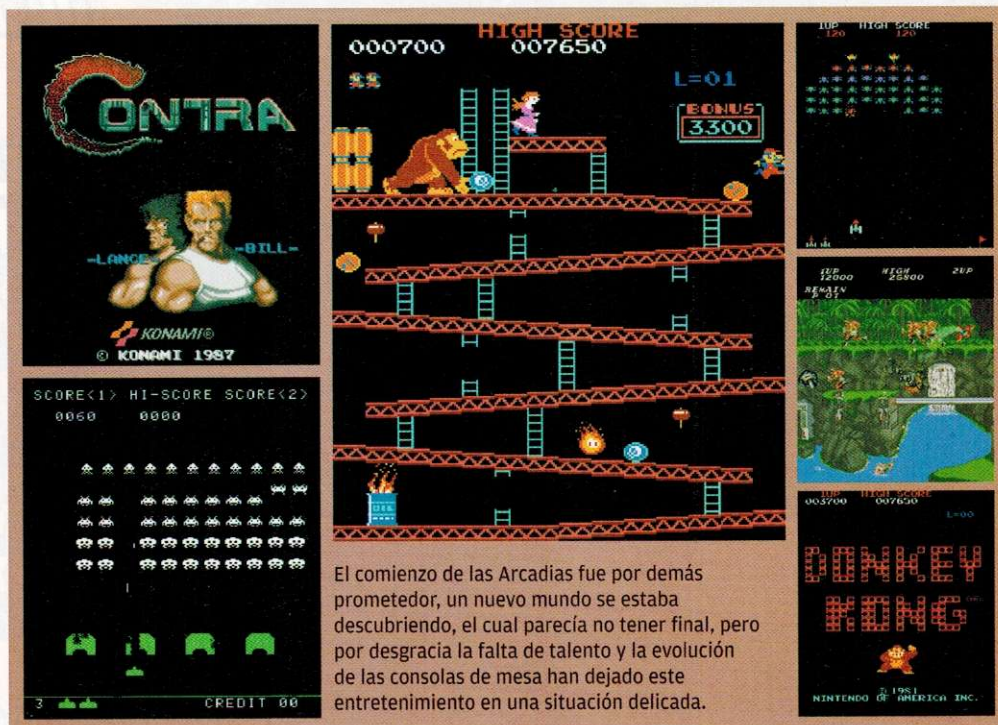 CONTRA
-LANCE-
-BILL-
KONAMI®
© KONAMI 1987
HIGH SCORE
000700 007650
L=01
BONUS
3300
OIL
1UP HIGH SCORE
120 120
1UP HIGH 2UP
12000 25800
REMAIN
P 01
SCORE<1> HI-SCORE SCORE<2>
0060 0000
3 CREDIT 00
El comienzo de las Arcadias fue por demás
prometedor, un nuevo mundo se estaba
descubriendo, el cual parecía no tener final, pero
por desgracia la falta de talento y la evolución
de las consolas de mesa han dejado este
entretenimiento en una situación delicada.
1UP HIGH SCORE
003700 007650
L=00
DONKEY
KONG
© 1981
NINTENDO OF AMERICA INC.